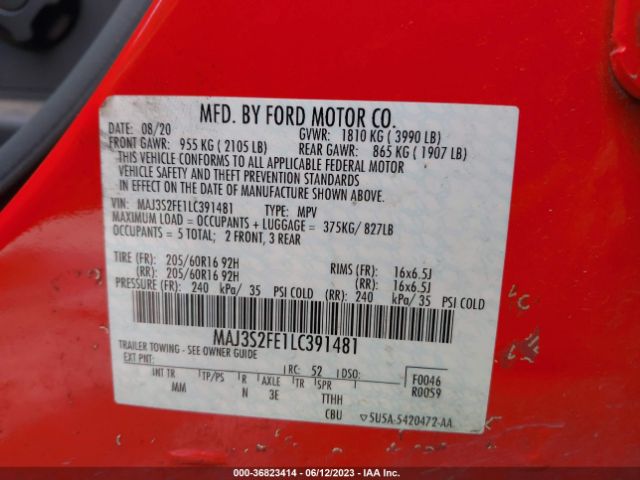 MFD. BY FORD MOTOR CO.
DATE: 08/20 GVWR: 1810 KG ( 3990 LB)
FRONT GAWR: 955 KG ( 2105 LB) REAR GAWR: 865 KG ( 1907 LB)
THIS VEHICLE CONFORMS TO ALL APPLICABLE FEDERAL MOTOR
VEHICLE SAFETY AND THEFT PREVENTION STANDARDS
IN EFFECT ON THE DATE OF MANUFACTURE SHOWN ABOVE.
VIN: MAJ3S2FE1LC391481 TYPE: MPV
MAXIMUM LOAD = OCCUPANTS + LUGGAGE = 375KG/ 827LB
OCCUPANTS = 5 TOTAL; 2 FRONT, 3 REAR
TIRE (FR): 205/60R16 92H RIMS (FR): 16x6.5J
(RR): 205/60R16 92H (RR): 16x6.5J
PRESSURE (FR): 240 kPa/ 35 PSI COLD (RR): 240 kPa/ 35 PSI COLD
MAJ3S2FE1LC391481
TRAILER TOWING - SEE OWNER GUIDE
EXT PNT: RC: 52 DSO: F0046
INT TR TP/PS R AXLE TR SPR R0059
MM N 3E TTHH
CBU 5U5A-5420472-AA
000-36823414 - 06/12/2023 - IAA Inc.